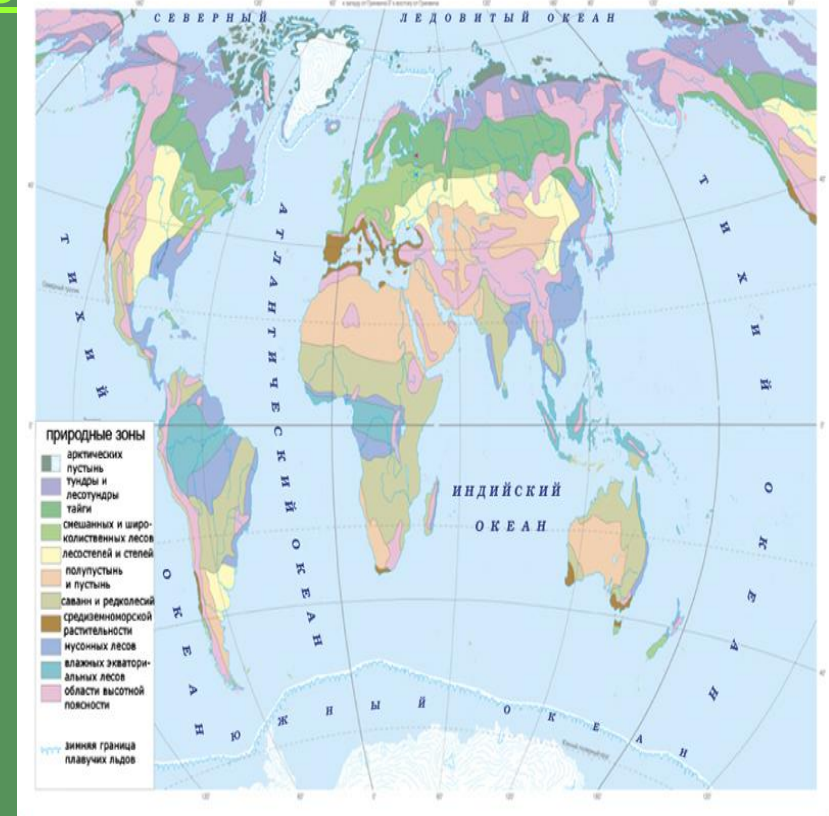 СЕВЕРНЫЙ ЛЕДОВИТЫЙ ОКЕАН
ТИХИЙ
ОКЕАН
АТЛАНТИЧЕСКИЙ ОКЕАН
ТИХИЙ
ОКЕАН
ИНДИЙСКИЙ
ОКЕАН
ЮЖНЫЙ ОКЕАН
природные зоны
арктических
пустынь
тундры и
лесотундры
тайги
смешанных и широ-
колиственных лесов
лесостепей и степей
полупустынь
и пустынь
саванн и редколесий
средиземноморской
растительности
муссонных лесов
влажных эквато­ри-
альных лесов
области высотной
поясности
зимняя граница
плавучих льдов